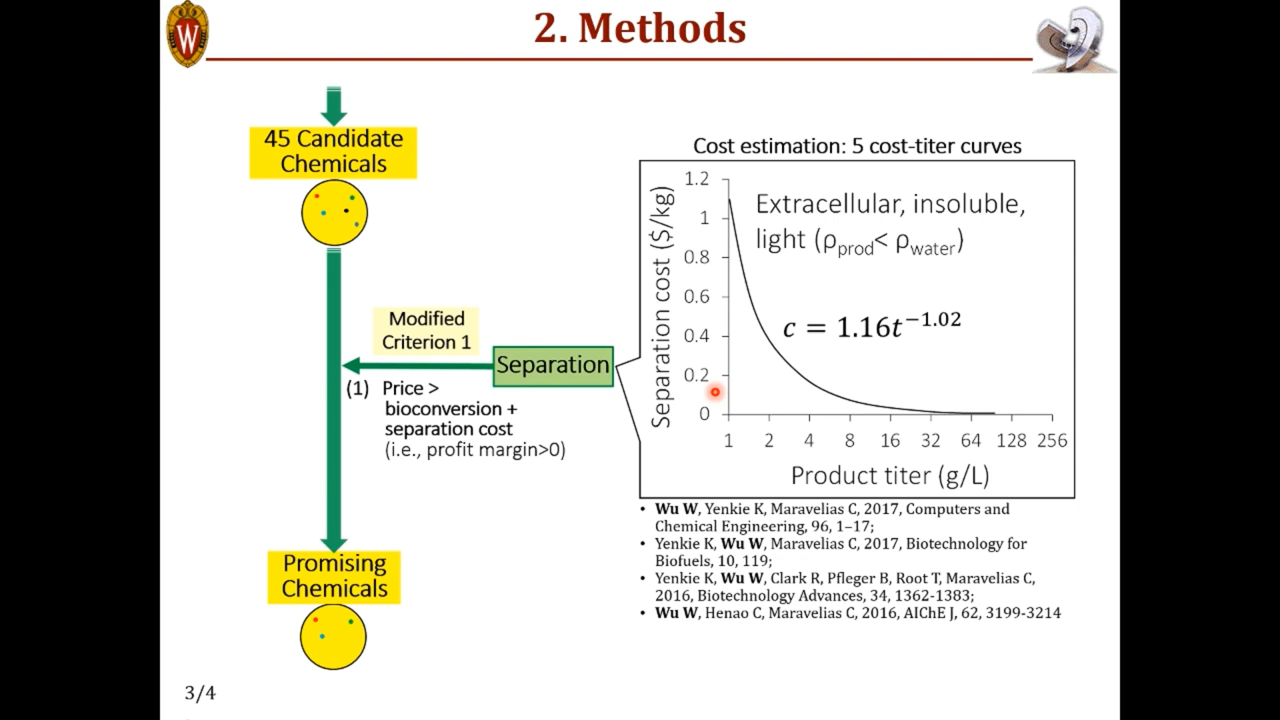 2. Methods
W
45 Candidate
Chemicals
Modified
Criterion 1
Separation
(1) Price >
bioconversion +
separation cost
(i.e., profit margin>0)
Promising
Chemicals
Cost estimation: 5 cost-titer curves
Separation cost ($/kg)
1.2
1
0.8
0.6
0.4
0.2
0
Extracellular, insoluble,
light (ρprod< ρwater)
c = 1.16t^−1.02
1 2 4 8 16 32 64 128 256
Product titer (g/L)
• Wu W, Yenkie K, Maravelias C, 2017, Computers and
Chemical Engineering, 96, 1–17;
• Yenkie K, Wu W, Maravelias C, 2017, Biotechnology for
Biofuels, 10, 119;
• Yenkie K, Wu W, Clark R, Pfleger B, Root T, Maravelias C,
2016, Biotechnology Advances, 34, 1362-1383;
• Wu W, Henao C, Maravelias C, 2016, AIChE J, 62, 3199-3214
3/4